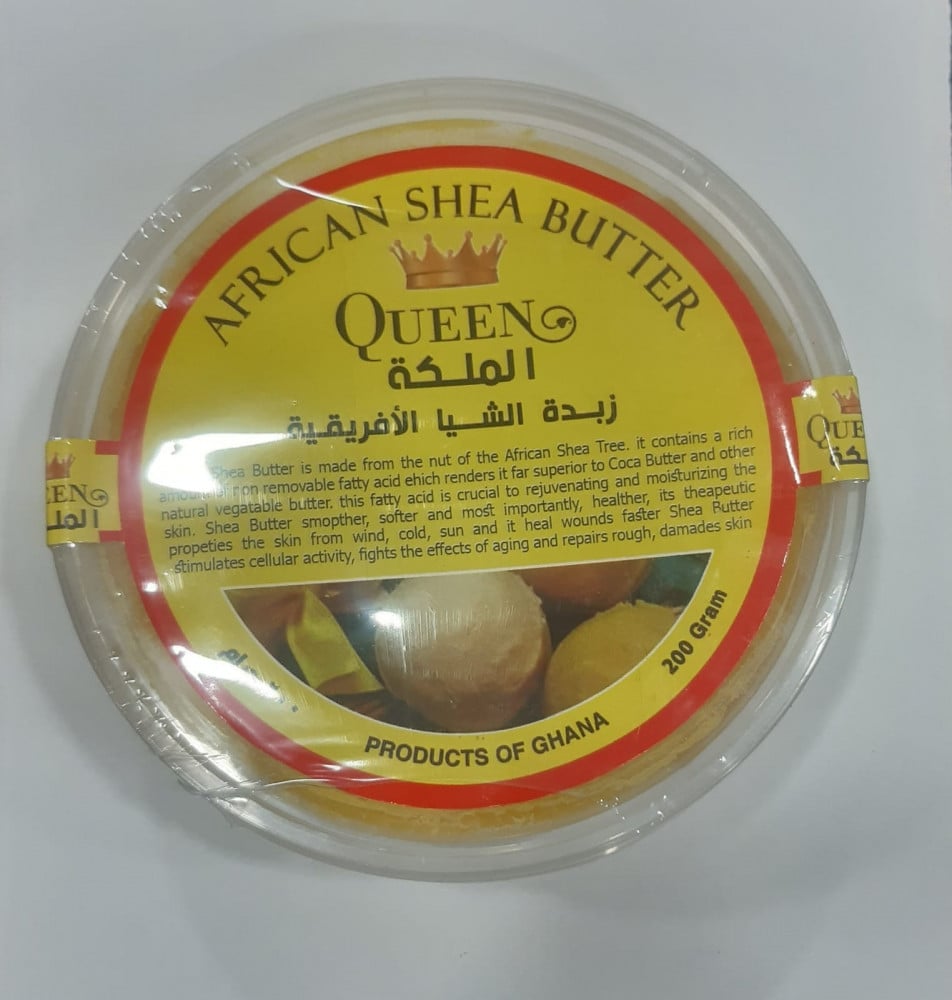 AFRICAN SHEA BUTTER
QUEEN
الملكة
زبدة الشيا الأفريقية
Shea Butter is made from the nut of the African Shea Tree. it contains a rich
amount of non removable fatty acid ehich renders it far superior to Coca Butter and other
natural vegatable butter. this fatty acid is crucial to rejuvenating and moisturizing the
skin. Shea Butter smopther, softer and most importantly, healther, its theapeutic
propeties the skin from wind, cold, sun and it heal wounds faster Shea Butter
stimulates cellular activity, fights the effects of aging and repairs rough, damades skin
200 Gram
PRODUCTS OF GHANA